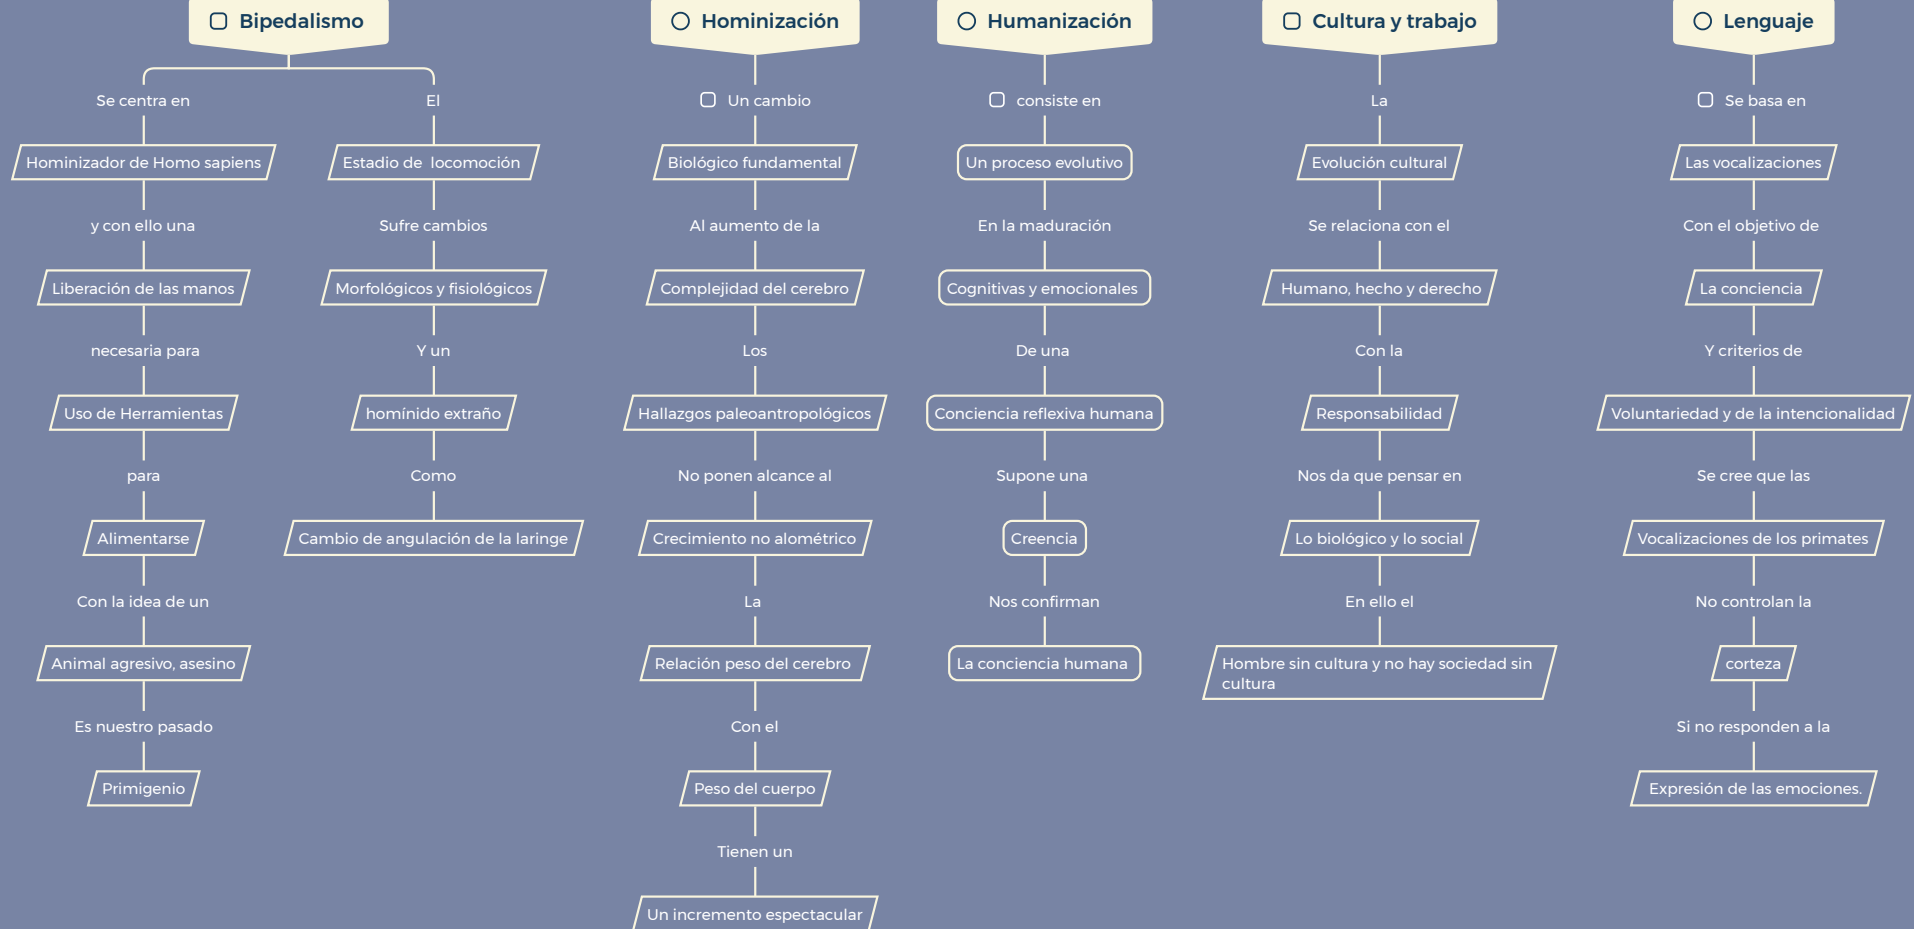 Bipedalismo
Se centra en
Hominizador de Homo sapiens
y con ello una
Liberación de las manos
necesaria para
Uso de Herramientas
para
Alimentarse
Con la idea de un
Animal agresivo, asesino
Es nuestro pasado
Primigenio
El
Estadio de locomoción
Sufre cambios
Morfológicos y fisiológicos
Y un
homínido extraño
Como
Cambio de angulación de la laringe
Hominización
Un cambio
Biológico fundamental
Al aumento de la
Complejidad del cerebro
Los
Hallazgos paleoantropológicos
No ponen alcance al
Crecimiento no alométrico
La
Relación peso del cerebro
Con el
Peso del cuerpo
Tienen un
Un incremento espectacular
Humanización
consiste en
Un proceso evolutivo
En la maduración
Cognitivas y emocionales
De una
Conciencia reflexiva humana
Supone una
Creencia
Nos confirman
La conciencia humana
Cultura y trabajo
La
Evolución cultural
Se relaciona con el
Humano, hecho y derecho
Con la
Responsabilidad
Nos da que pensar en
Lo biológico y lo social
En ello el
Hombre sin cultura y no hay sociedad sin
cultura
Lenguaje
Se basa en
Las vocalizaciones
Con el objetivo de
La conciencia
Y criterios de
Voluntariedad y de la intencionalidad
Se cree que las
Vocalizaciones de los primates
No controlan la
corteza
Si no responden a la
Expresión de las emociones.